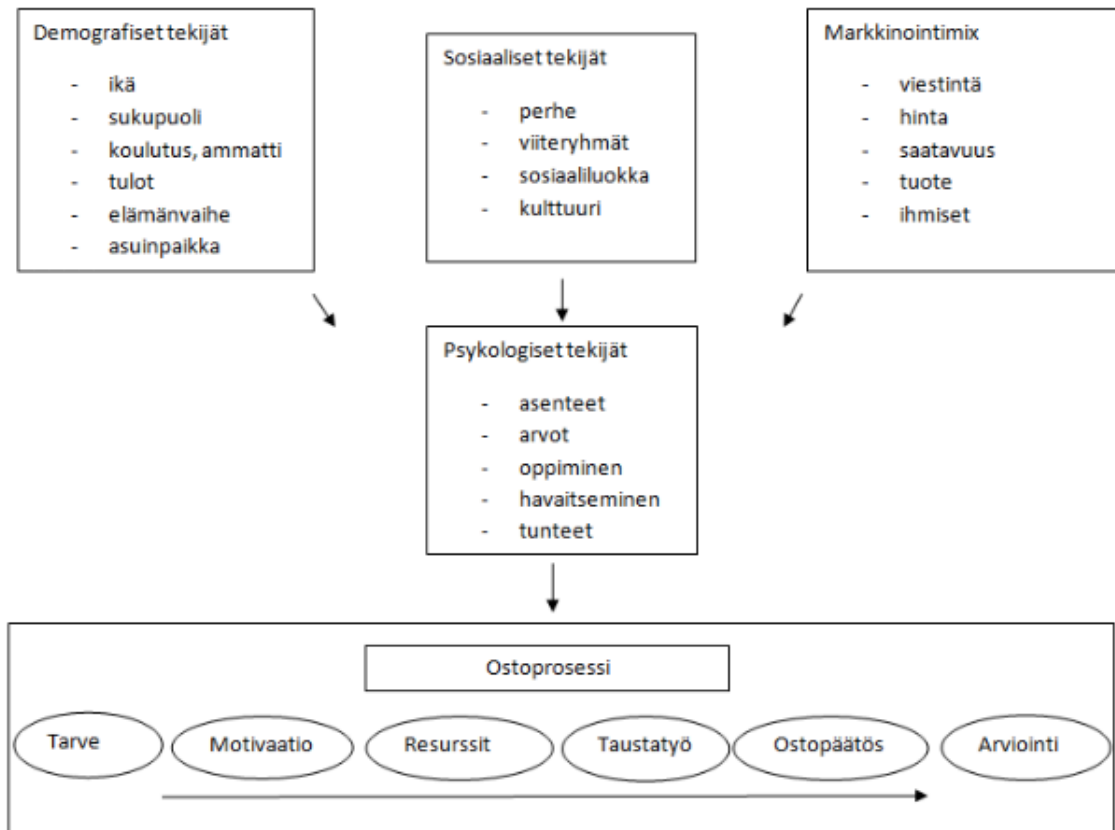 Demografiset tekijät
- ikä
- sukupuoli
- koulutus, ammatti
- tulot
- elämänvaihe
- asuinpaikka
Sosiaaliset tekijät
- perhe
- viiteryhmät
- sosiaaliluokka
- kulttuuri
Markkinointimix
- viestintä
- hinta
- saatavuus
- tuote
- ihmiset
Psykologiset tekijät
- asenteet
- arvot
- oppiminen
- havaitseminen
- tunteet
Ostoprosessi
Tarve
Motivaatio
Resurssit
Taustatyö
Ostopäätös
Arviointi